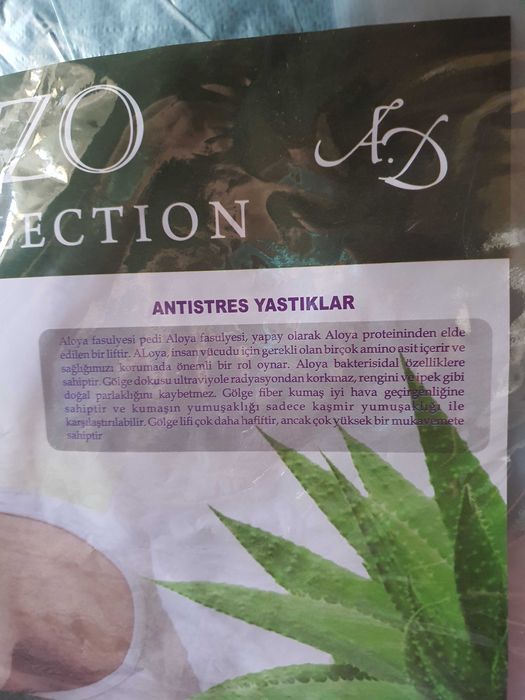 ZO
LECTION
A.D
ANTISTRES YASTIKLAR
Aloya fasulyesi pedi Aloya fasulyesi, yapay olarak Aloya proteininden elde
edilen bir liftir. ALoya, insan vücudu için gerekli olan birçok amino asit içerir ve
sağlığımızı korumada önemli bir rol oynar. Aloya bakterisidal özelliklere
sahiptir. Gölge dokusu ultraviyole radyasyondan korkmaz, rengini ve ipek gibi
doğal parlaklığını kaybetmez. Gölge fiber kumaş iyi hava geçirgenliğine
sahiptir ve kumaşın yumuşaklığı sadece kaşmir yumuşaklığı ile
karşılaştırılabilir. Gölge lifi çok daha hafiftir, ancak çok yüksek bir mukavemete
sahiptir